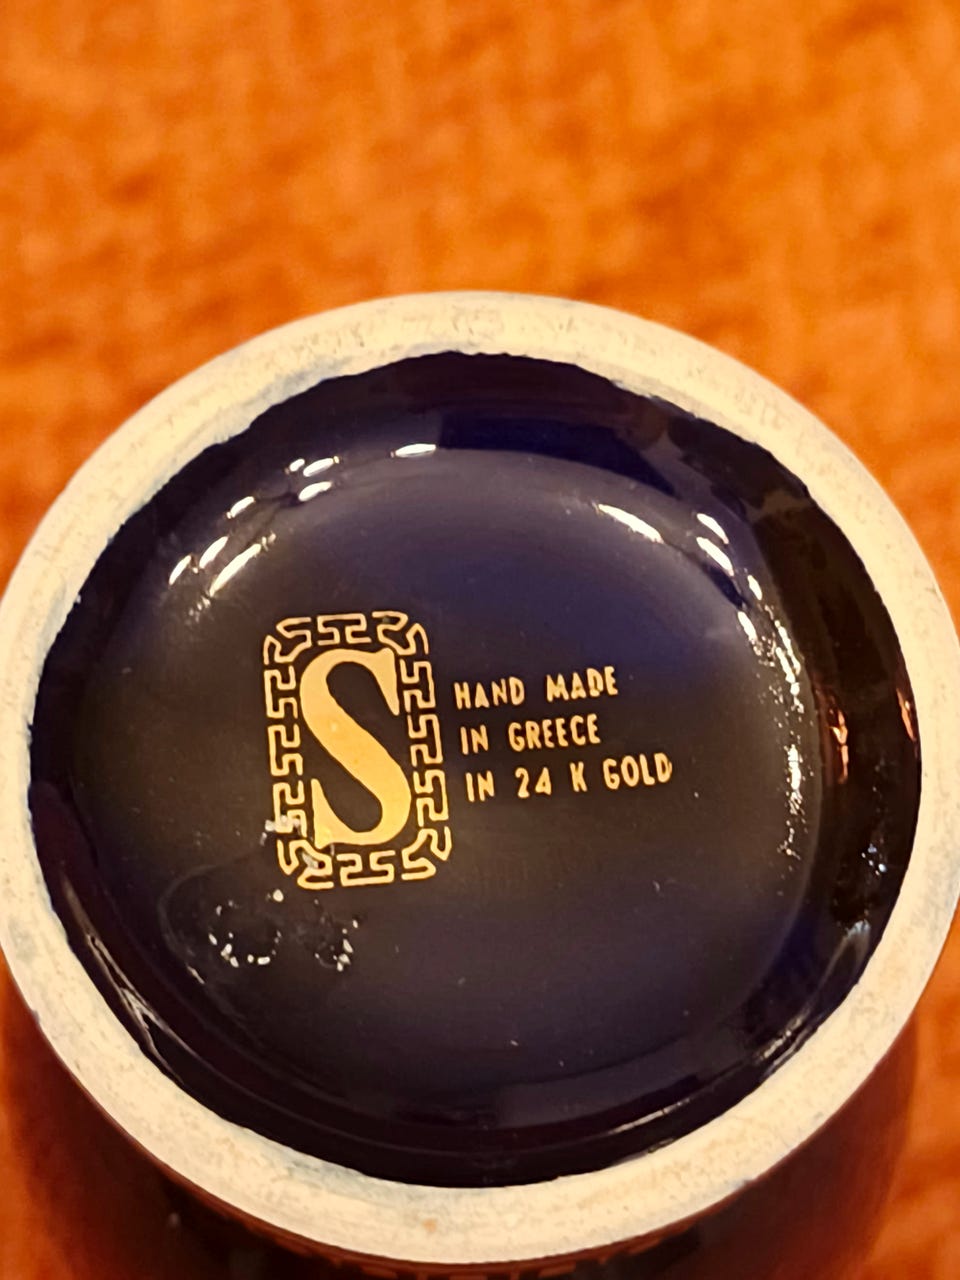 S
HAND MADE
IN GREECE
IN 24 K GOLD